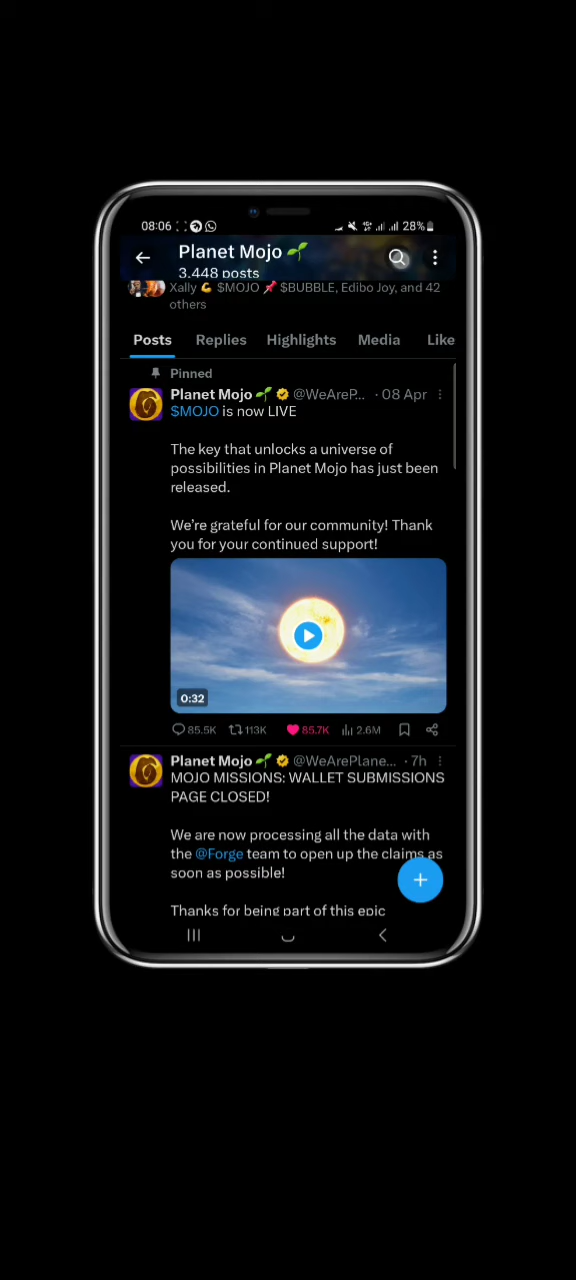 08:06 28%
Planet Mojo 🌱
3,448 posts
Xally 💪 $MOJO 📌 $BUBBLE, Edibo Joy, and 42
others
Posts Replies Highlights Media Like
Pinned
Planet Mojo 🌱 @WeAreP... · 08 Apr
$MOJO is now LIVE
The key that unlocks a universe of
possibilities in Planet Mojo has just been
released.
We're grateful for our community! Thank
you for your continued support!
0:32
85.5K 113K 85.7K 2.6M
Planet Mojo 🌱 @WeArePlane... · 7h
MOJO MISSIONS: WALLET SUBMISSIONS
PAGE CLOSED!
We are now processing all the data with
the @Forge team to open up the claims as
soon as possible!
Thanks for being part of this epic